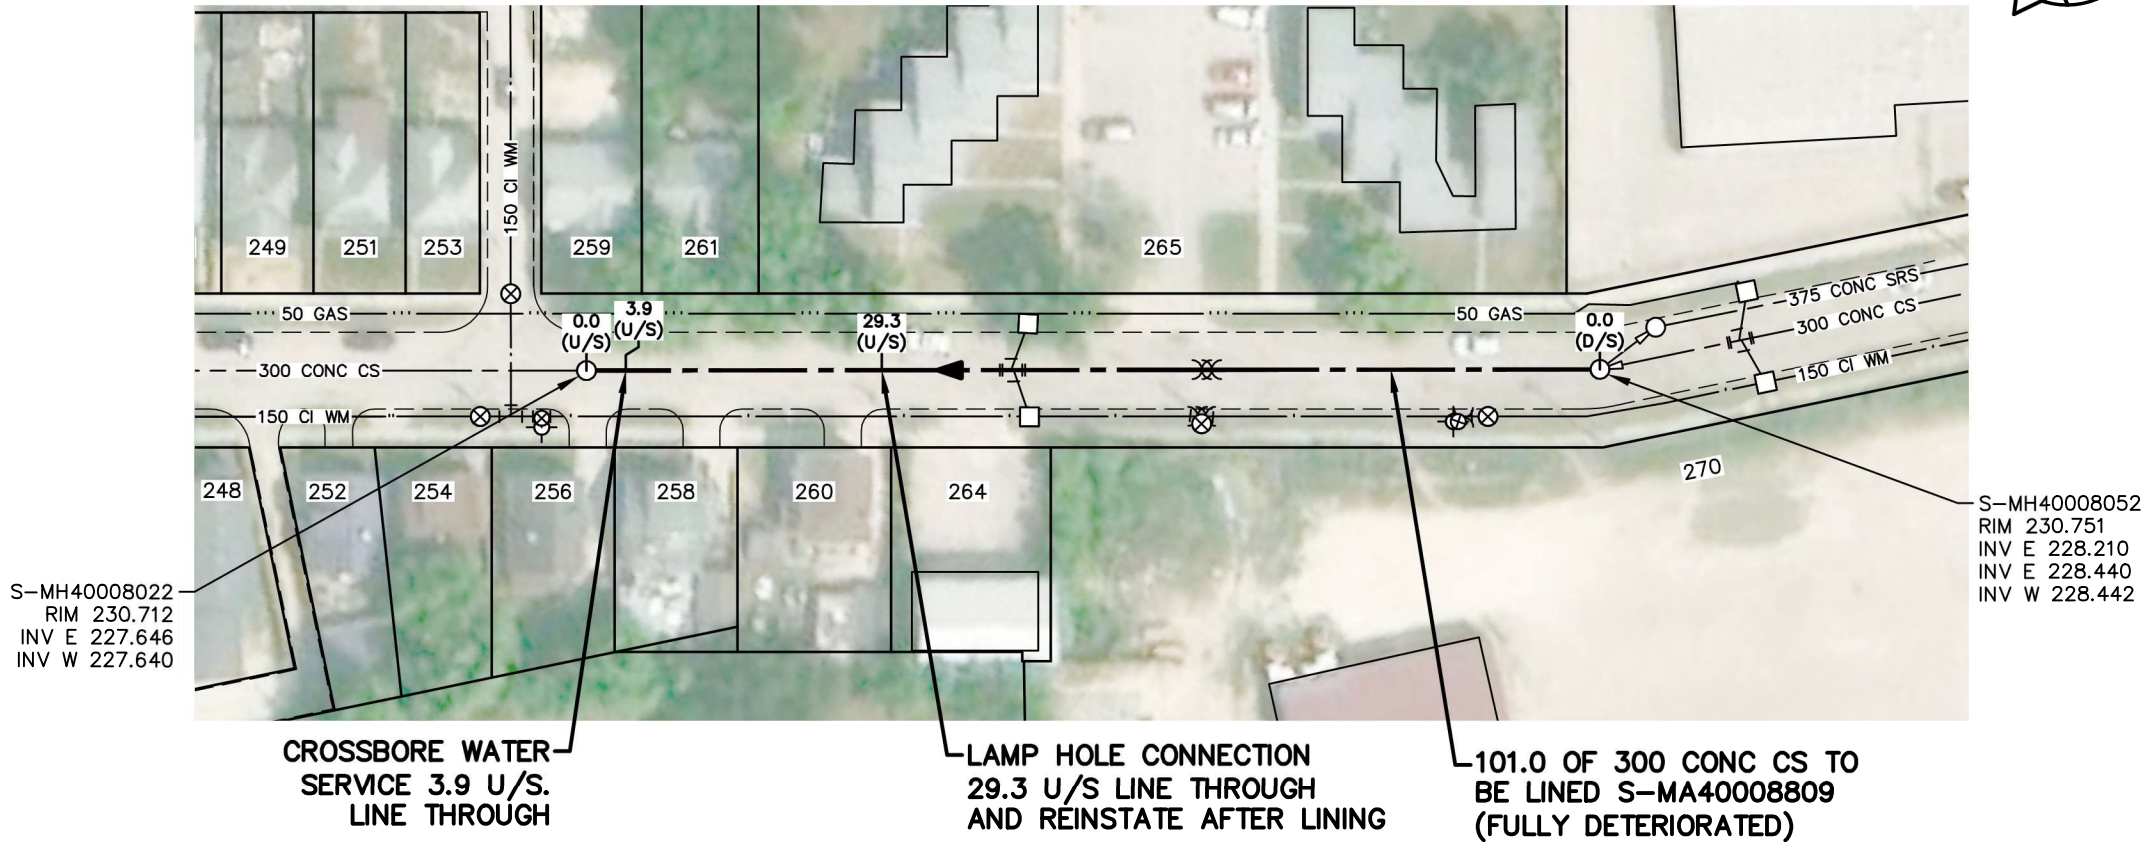 150 CI WM
249
251
253
259
261
265
50 GAS
0.0
(U/S)
3.9
(U/S)
29.3
(U/S)
50 GAS
0.0
(D/S)
375 CONC SRS
300 CONC CS
150 CI WM
300 CONC CS
150 CI WM
248
252
254
256
258
260
264
270
S-MH40008022
RIM 230.712
INV E 227.646
INV W 227.640
S-MH40008052
RIM 230.751
INV E 228.210
INV E 228.440
INV W 228.442
CROSSBORE WATER
SERVICE 3.9 U/S.
LINE THROUGH
LAMP HOLE CONNECTION
29.3 U/S LINE THROUGH
AND REINSTATE AFTER LINING
101.0 OF 300 CONC CS TO
BE LINED S-MA40008809
(FULLY DETERIORATED)